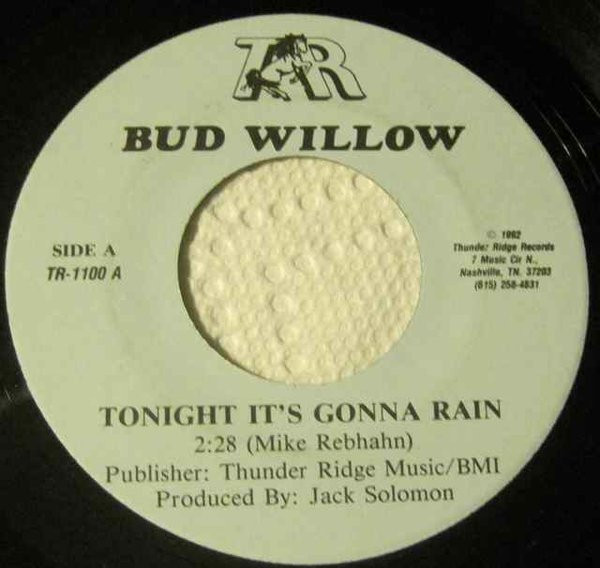 TR
BUD WILLOW
SIDE A
TR-1100 A
© 1992
Thunder Ridge Records
7 Music Cir N.,
Nashville, TN. 37203
(615) 256-4831
TONIGHT IT'S GONNA RAIN
2:28 (Mike Rebhahn)
Publisher: Thunder Ridge Music/BMI
Produced By: Jack Solomon